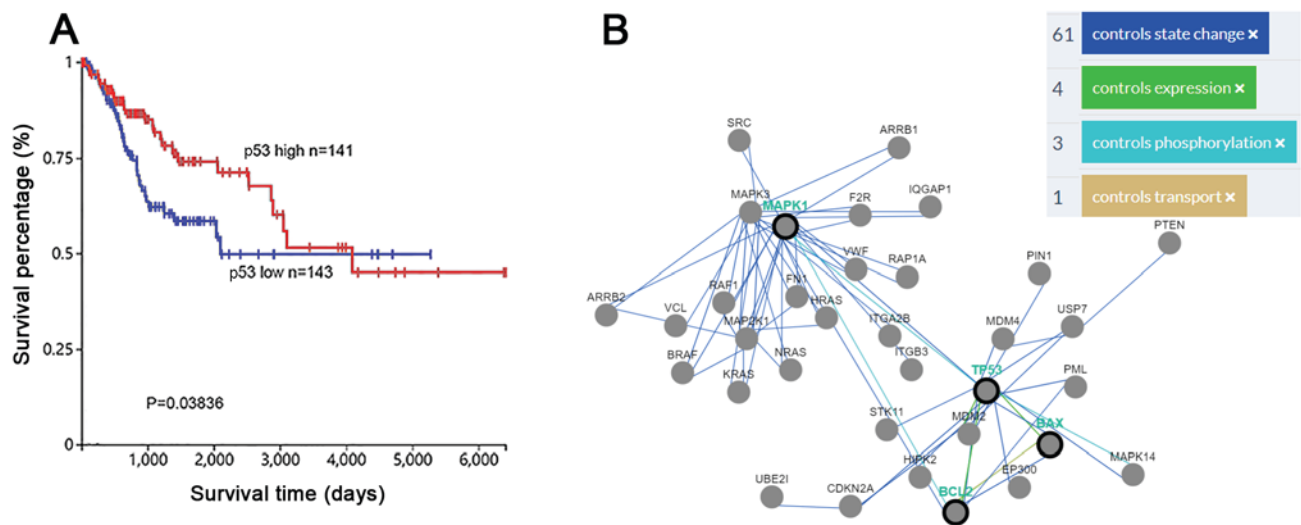 A
Survival percentage (%)
1
0.75
0.5
0.25
0
p53 high n=141
p53 low n=143
P=0.03836
1,000 2,000 3,000 4,000 5,000 6,000
Survival time (days)
B
61 controls state change ×
4 controls expression ×
3 controls phosphorylation ×
1 controls transport ×
SRC
ARRB1
MAPK3
MAPK1
F2R
IQGAP1
PTEN
VWF
RAP1A
PIN1
ARRB2
VCL
RAF1
FN1
HRAS
MAP2K1
ITGA2B
MDM4
USP7
BRAF
KRAS
NRAS
ITGB3
TP53
PML
STK11
MDM2
BAX
UBE2I
CDKN2A
HIPK2
BCL2
EP300
MAPK14